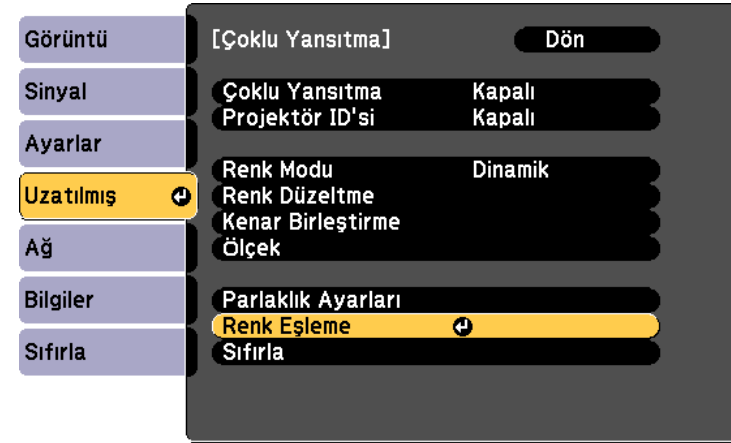 Görüntü
Sinyal
Ayarlar
Uzatılmış
Ağ
Bilgiler
Sıfırla
[Çoklu Yansıtma] Dön
Çoklu Yansıtma Kapalı
Projektör ID'si Kapalı
Renk Modu Dinamik
Renk Düzeltme
Kenar Birleştirme
Ölçek
Parlaklık Ayarları
Renk Eşleme
Sıfırla